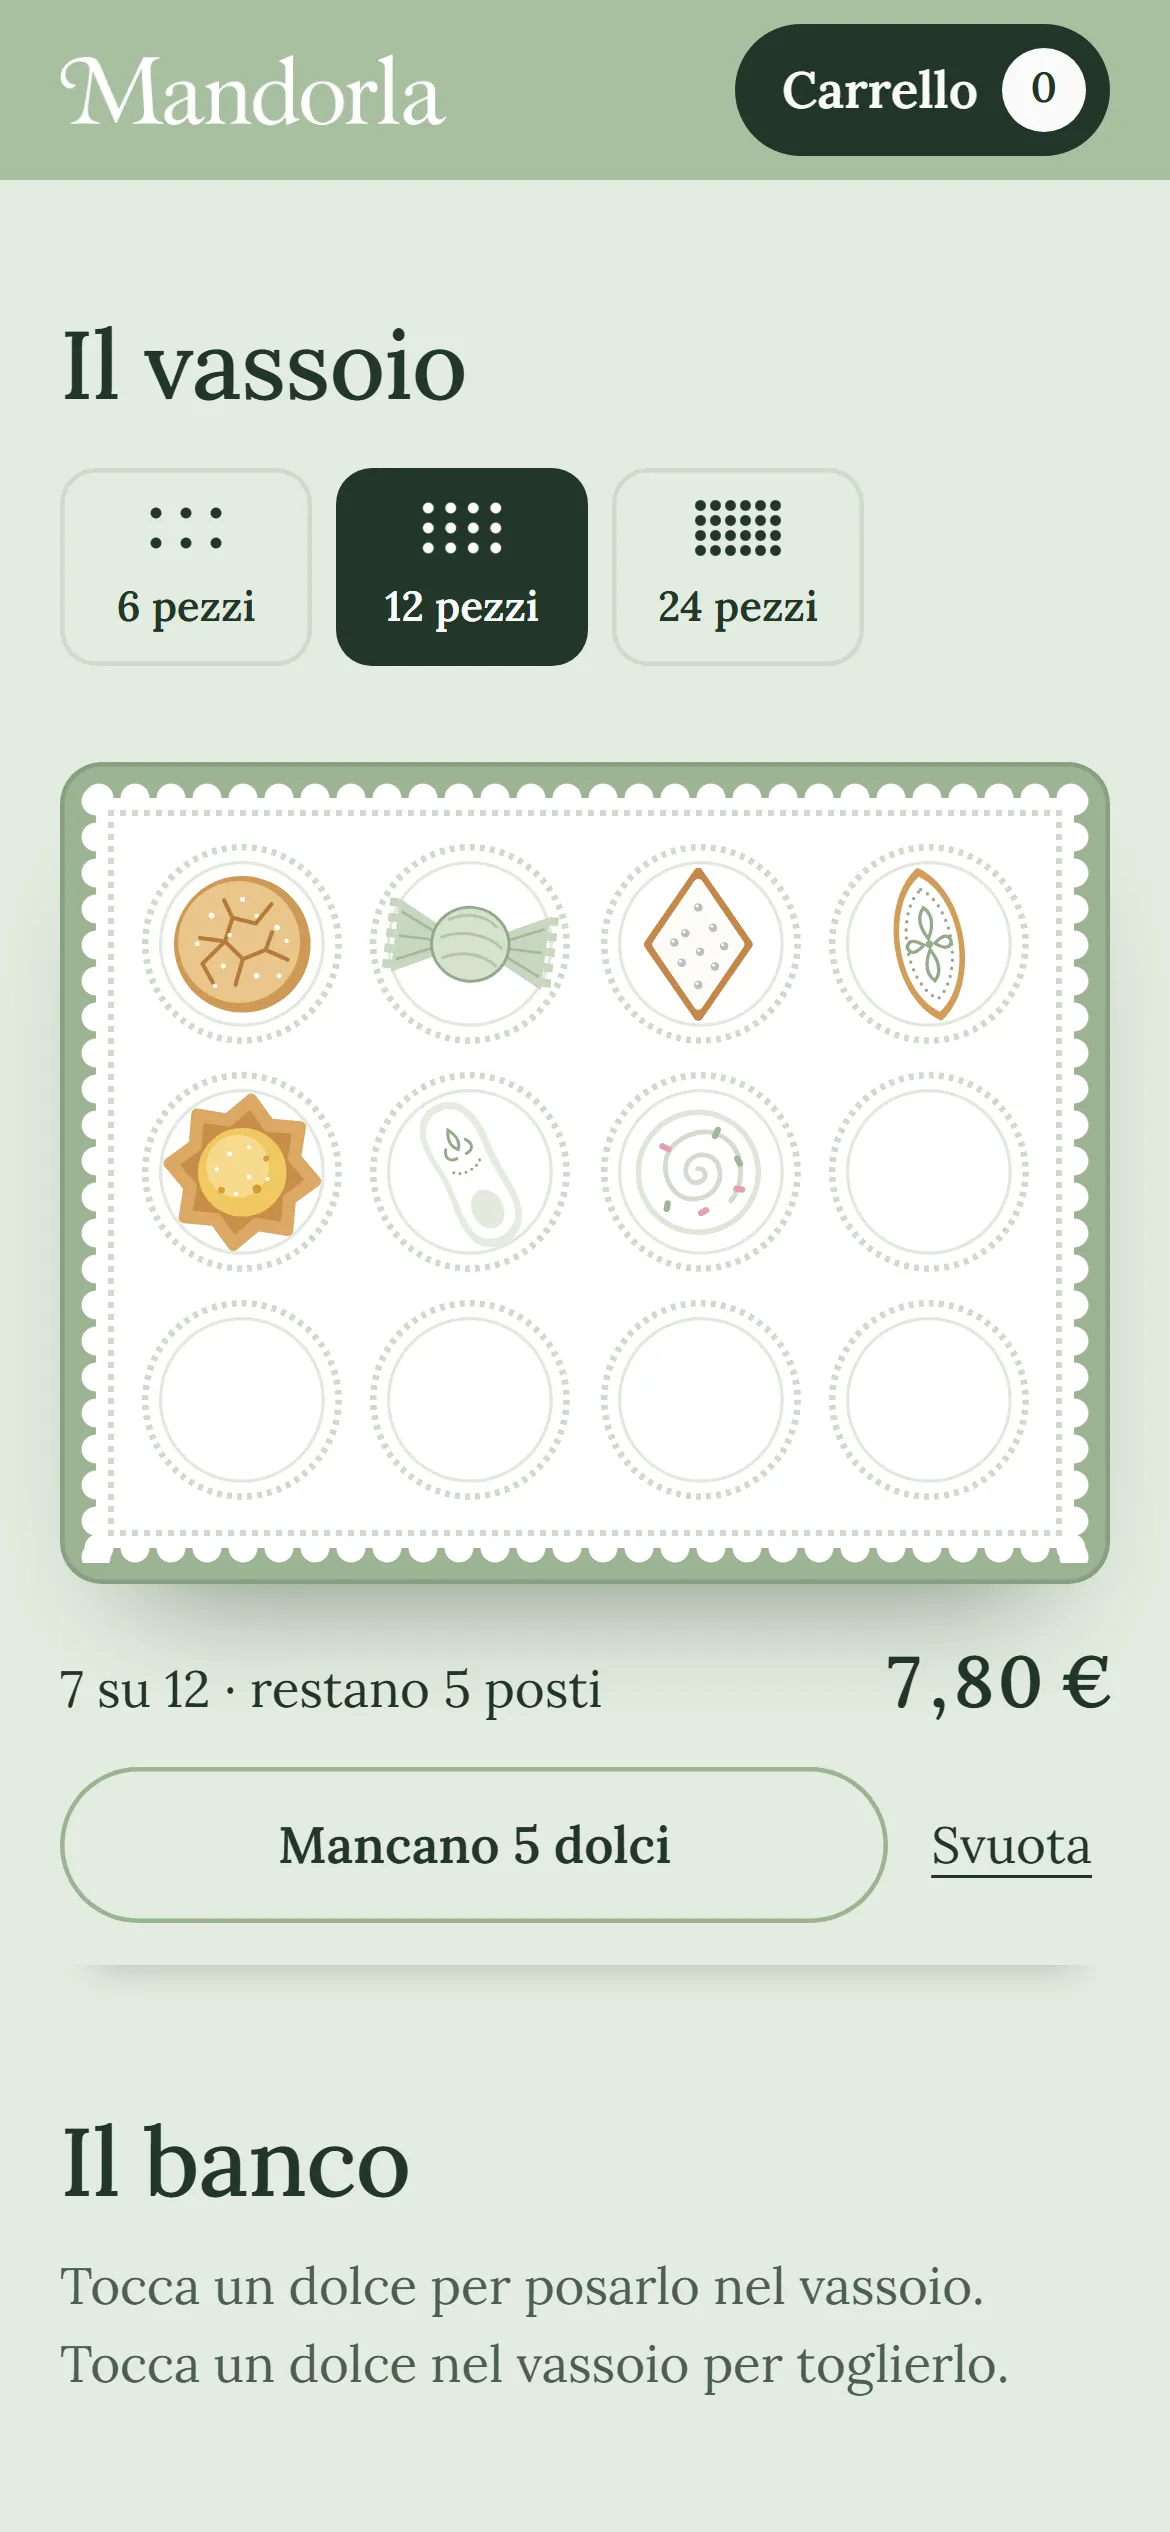 Mandorla
Carrello 0
Il vassoio
6 pezzi
12 pezzi
24 pezzi
7 su 12 · restano 5 posti
7,80 €
Mancano 5 dolci
Svuota
Il banco
Tocca un dolce per posarlo nel vassoio.
Tocca un dolce nel vassoio per toglierlo.